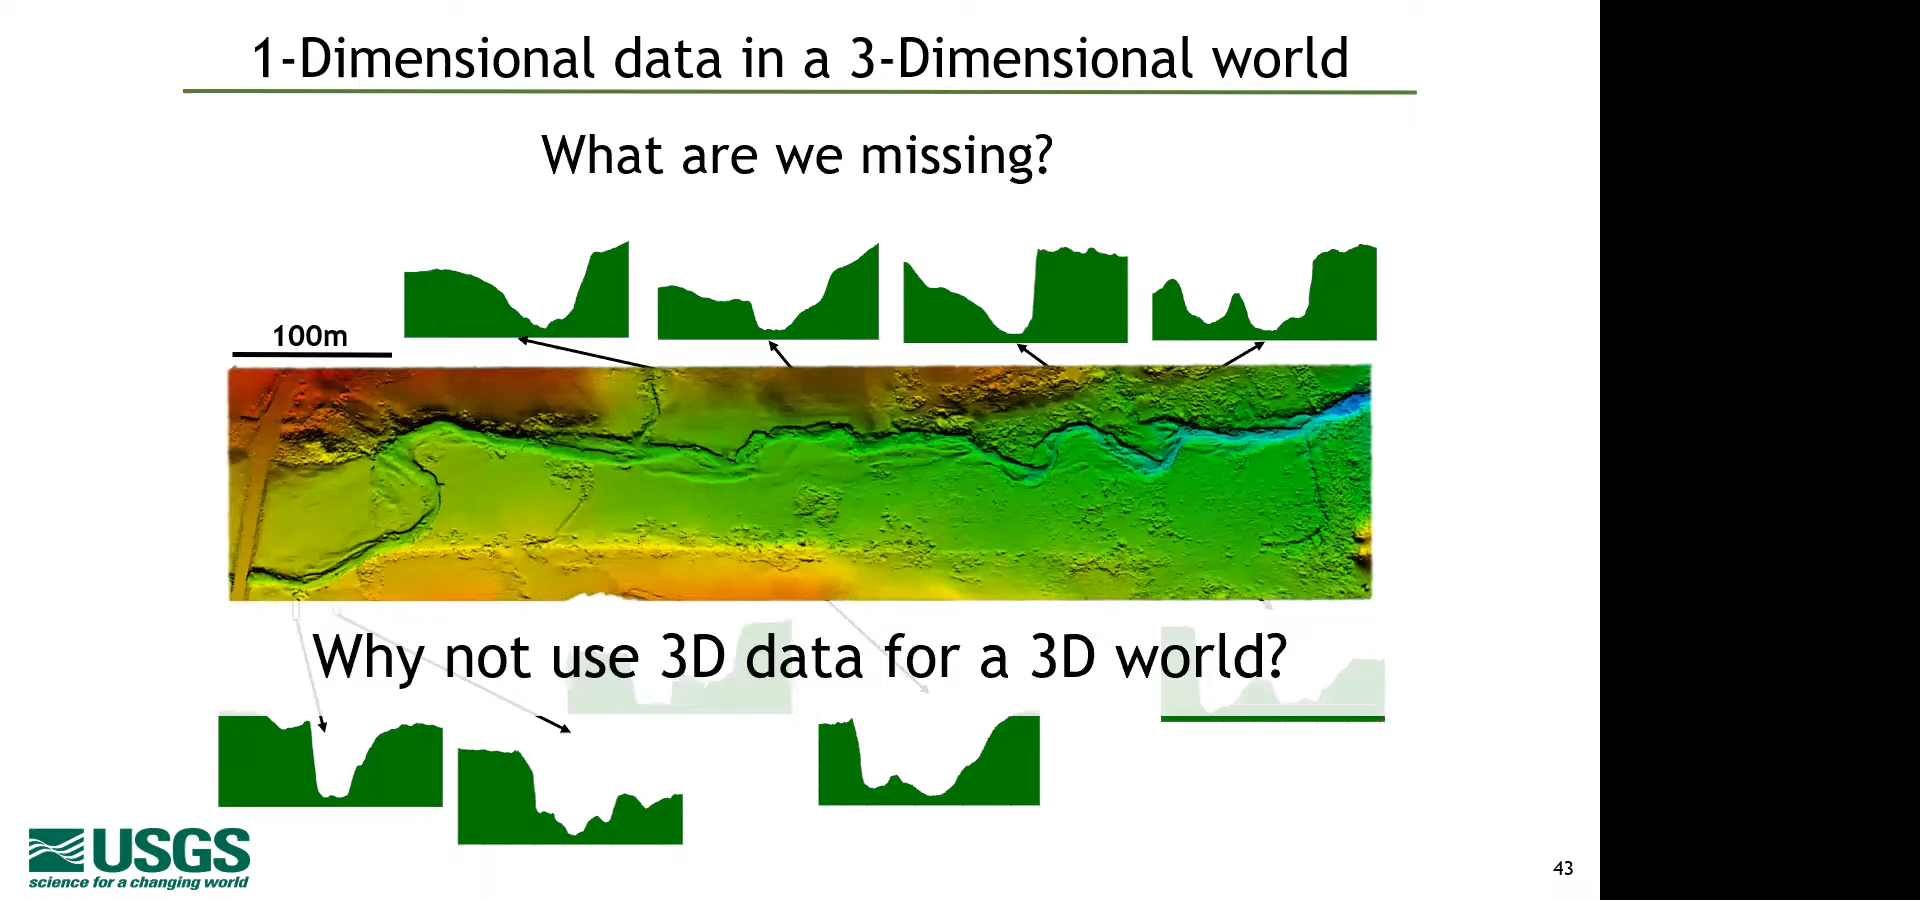 1-Dimensional data in a 3-Dimensional world
What are we missing?
100m
Why not use 3D data for a 3D world?
USGS
science for a changing world
43